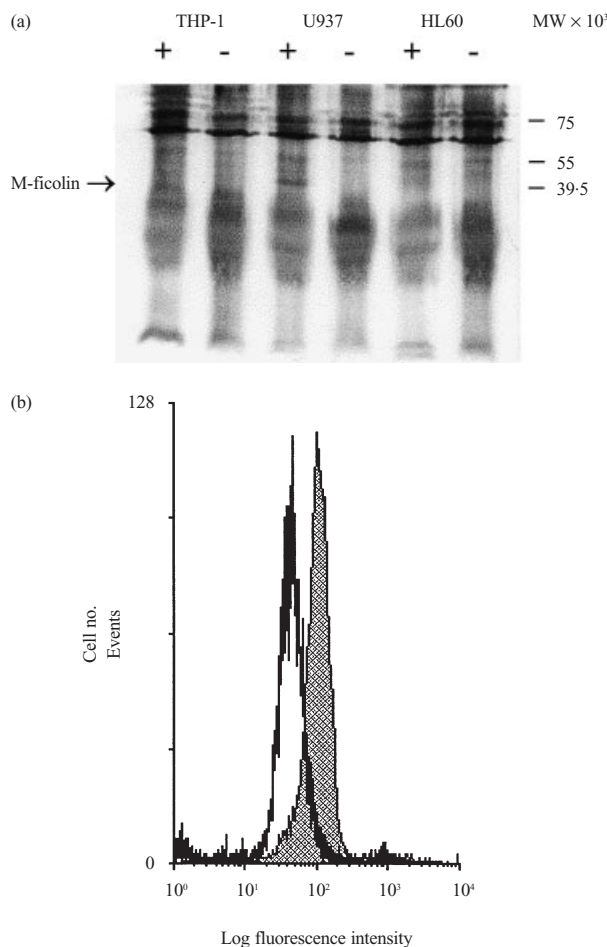 (a)
THP-1 U937 HL60 MW × 10³
+ - + - + -
75
55
M-ficolin →
39·5
(b)
128
Cell no.
Events
0
10⁰ 10¹ 10² 10³ 10⁴
Log fluorescence intensity